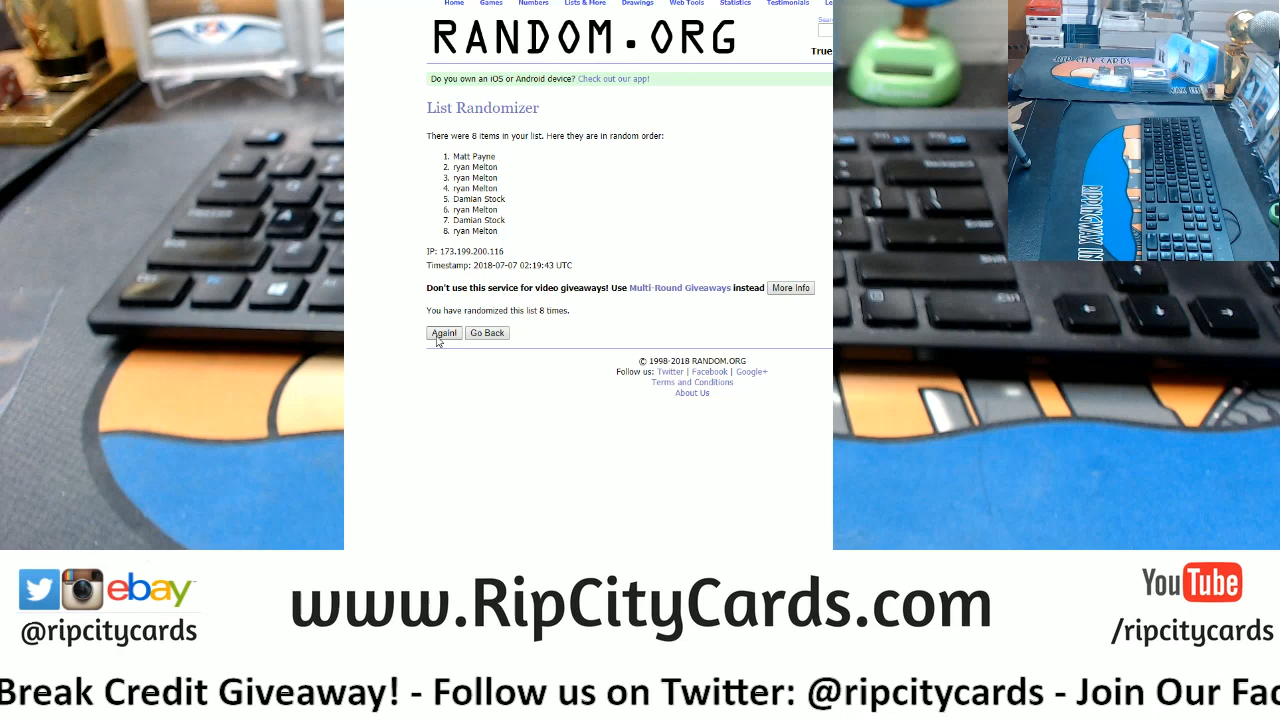 Home Games Numbers Lists & More Drawings Web Tools Statistics Testimonials Le
RANDOM.ORG
Sear
True
Do you own an iOS or Android device? Check out our app!
List Randomizer
There were 8 items in your list. Here they are in random order:
1. Matt Payne
2. ryan Melton
3. ryan Melton
4. ryan Melton
5. Damian Stock
6. ryan Melton
7. Damian Stock
8. ryan Melton
IP: 173.199.200.116
Timestamp: 2018-07-07 02:19:43 UTC
Don't use this service for video giveaways! Use Multi-Round Giveaways instead More Info
You have randomized this list 8 times.
Again! Go Back
© 1998-2018 RANDOM.ORG
Follow us: Twitter | Facebook | Google+
Terms and Conditions
About Us
RIP CITY CARDS
R T
ebay
@ripcitycards
www.RipCityCards.com
YouTube
/ripcitycards
Break Credit Giveaway! - Follow us on Twitter: @ripcitycards - Join Our Fac